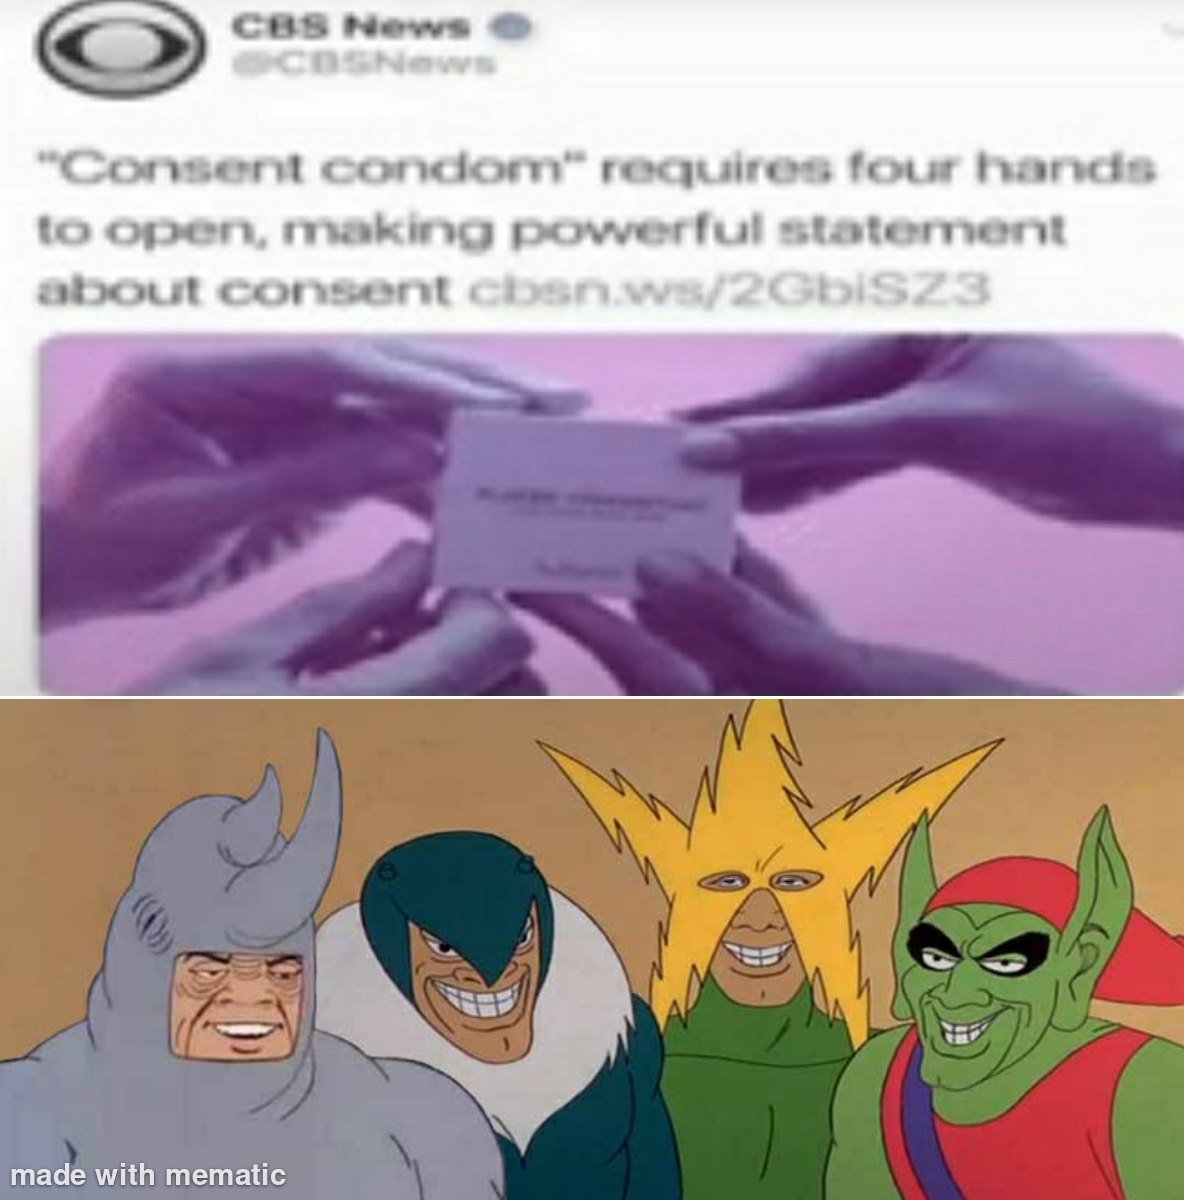 CBS News
@CBSNews
"Consent condom" requires four hands
to open, making powerful statement
about consent cbsn.ws/2GbiSZ3
made with mematic